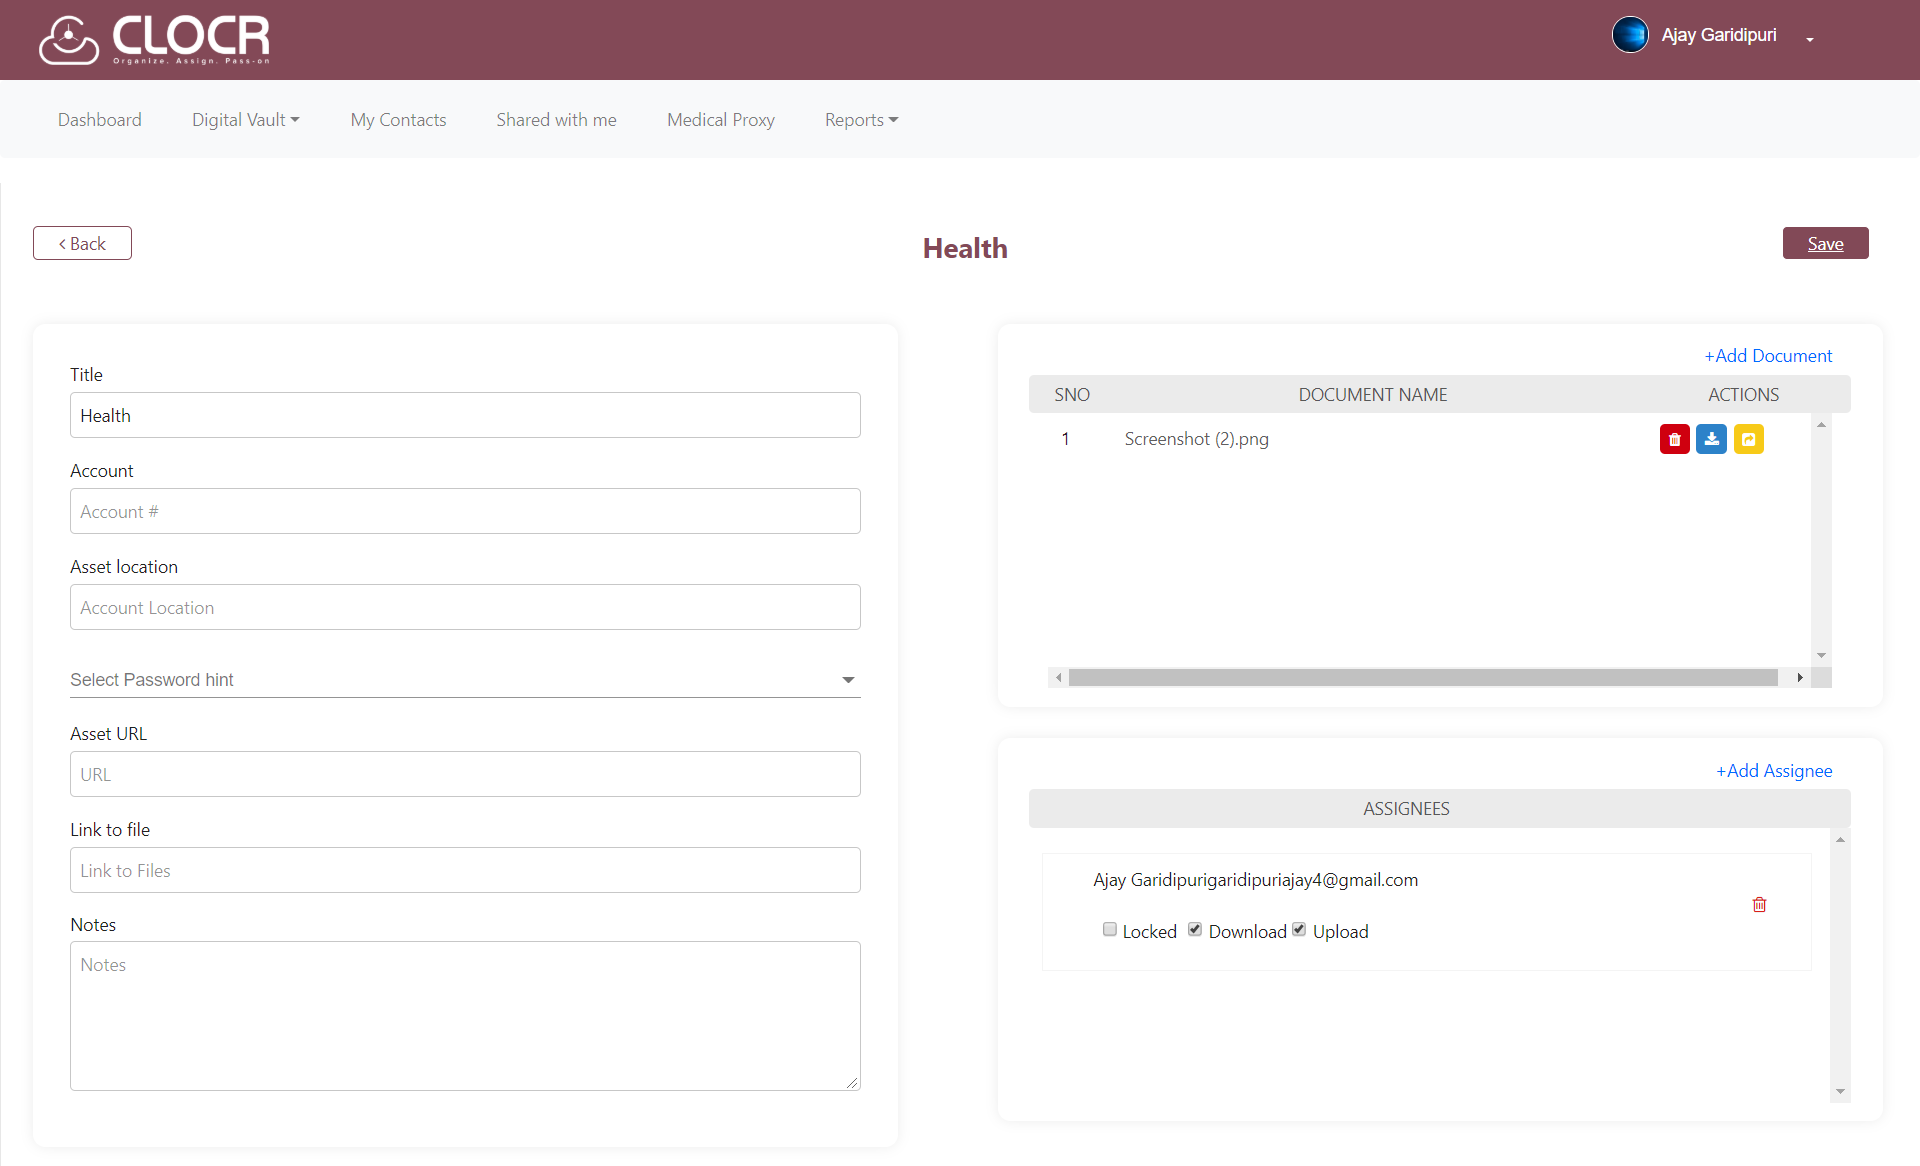 CLOCR
Organize. Assign. Pass-on
Ajay Garidipuri
Dashboard
Digital Vault
My Contacts
Shared with me
Medical Proxy
Reports
Back
Health
Save
Title
Health
Account
Account #
Asset location
Account Location
Select Password hint
Asset URL
URL
Link to file
Link to Files
Notes
Notes
+Add Document
SNO DOCUMENT NAME ACTIONS
1 Screenshot (2).png
+Add Assignee
ASSIGNEES
Ajay Garidipurigaridipuriajay4@gmail.com
Locked Download Upload